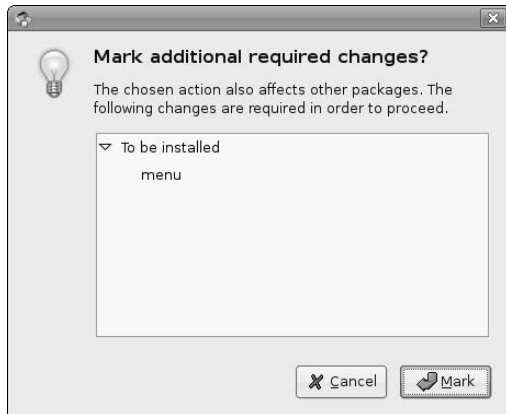 Mark additional required changes?
The chosen action also affects other packages. The
following changes are required in order to proceed.
To be installed
menu
Cancel
Mark